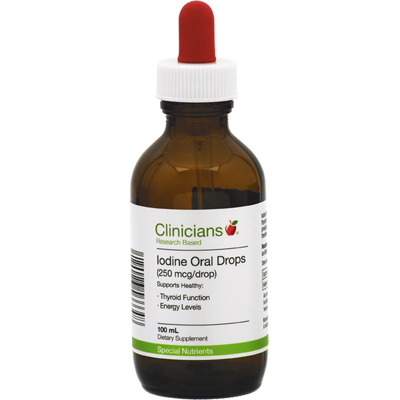 Clinicians
Research Based
Iodine Oral Drops
(250 mcg/drop)
Supports Healthy:
· Thyroid Function
· Energy Levels
100 mL
Dietary Supplement
Special Nutrients